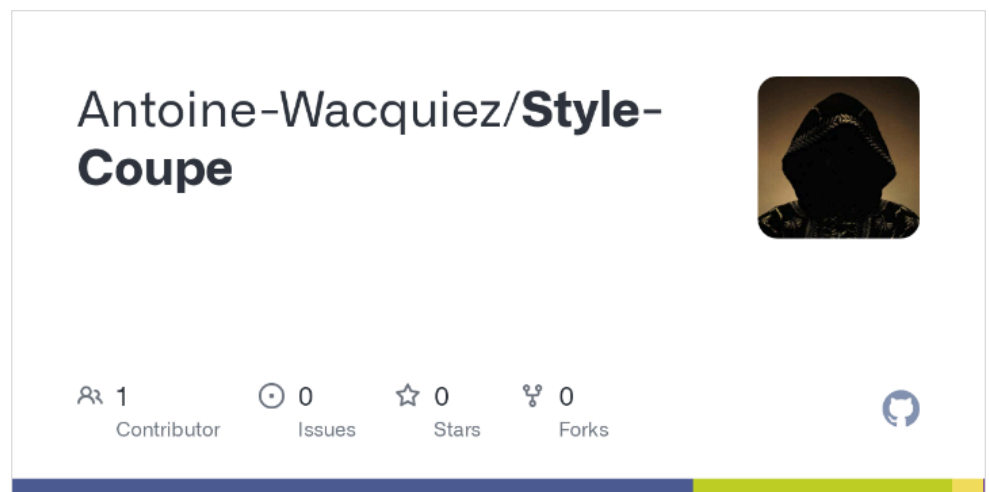 Antoine-Wacquiez/Style-
Coupe
1 0 0 0
Contributor Issues Stars Forks